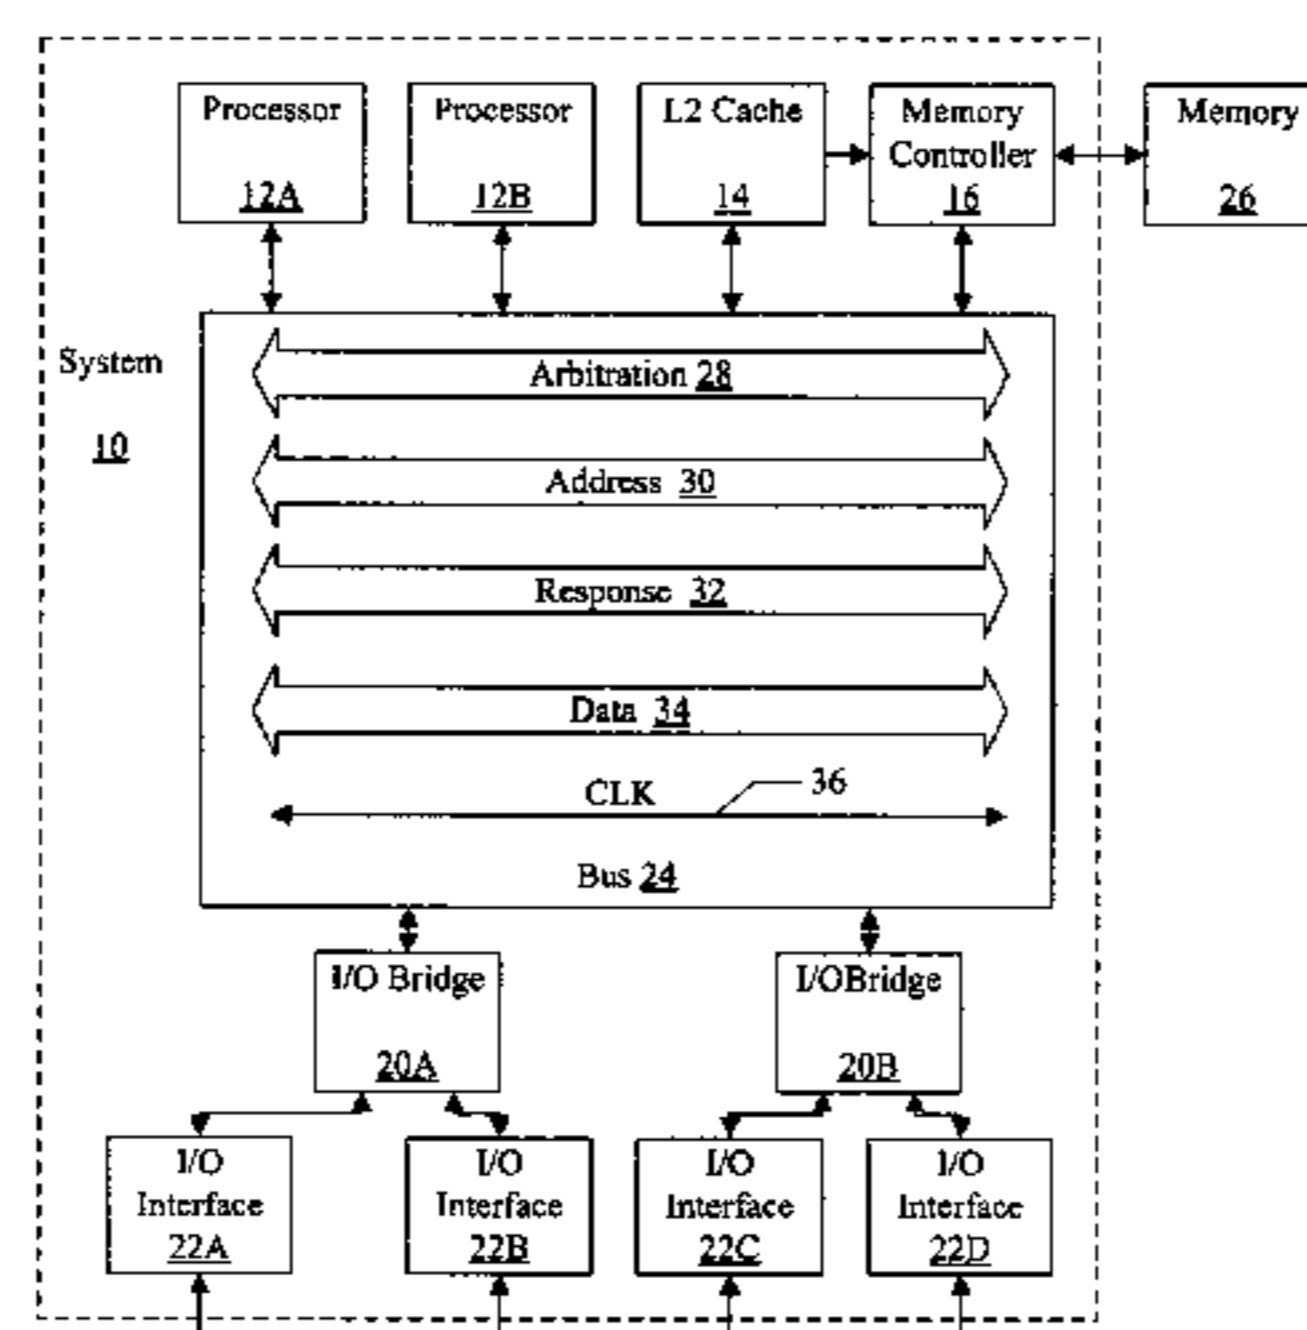 Processor
12A
Processor
12B
L2 Cache
14
Memory
Controller
16
Memory
26
System
10
Arbitration 28
Address 30
Response 32
Data 34
CLK
36
Bus 24
I/O Bridge
20A
I/OBridge
20B
I/O
Interface
22A
I/O
Interface
22B
I/O
Interface
22C
I/O
Interface
22D